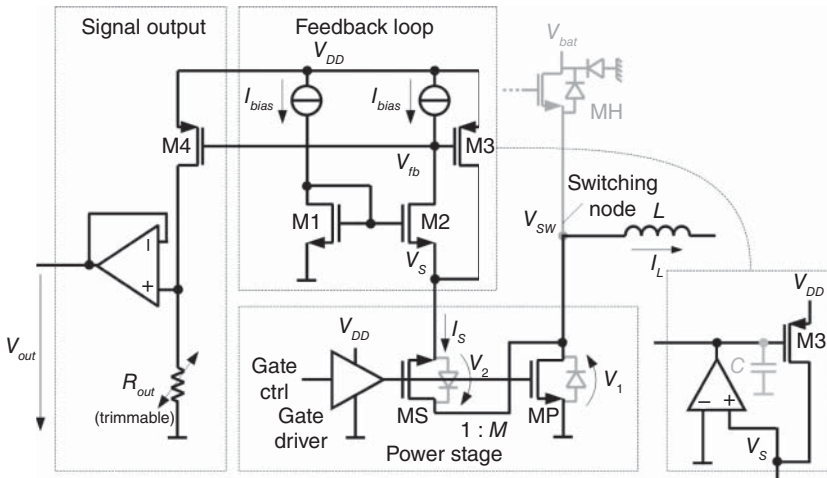 Signal output
Feedback loop
V_DD
V_bat
I_bias
I_bias
MH
M4
M3
V_fb
Switching node
M1
M2
V_SW
L
V_S
I_L
V_DD
– +
V_out
V_DD
I_S
M3
Gate ctrl
V_2
V_1
C
R_out
(trimmable)
Gate driver
MS
MP
– +
1 : M
V_S
Power stage